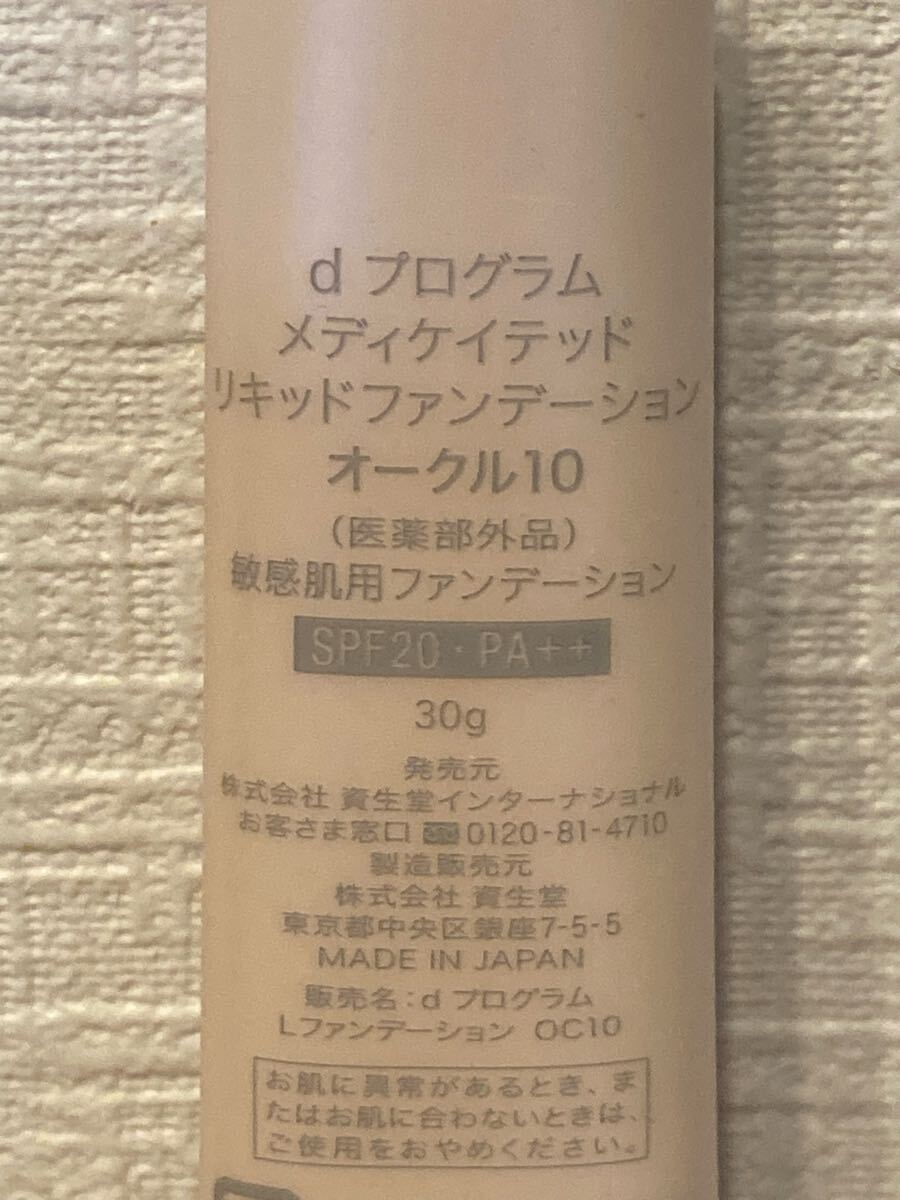 d プログラム
メディケイテッド
リキッドファンデーション
オークル10
(医薬部外品)
敏感肌用ファンデーション
SPF20・PA++
30g
発売元
株式会社 資生堂インターナショナル
お客さま窓口 0120-81-4710
製造販売元
株式会社 資生堂
東京都中央区銀座7-5-5
MADE IN JAPAN
販売名:d プログラム
Lファンデーション OC10
お肌に異常があるとき、ま
たはお肌に合わないときは、
ご使用をおやめください。